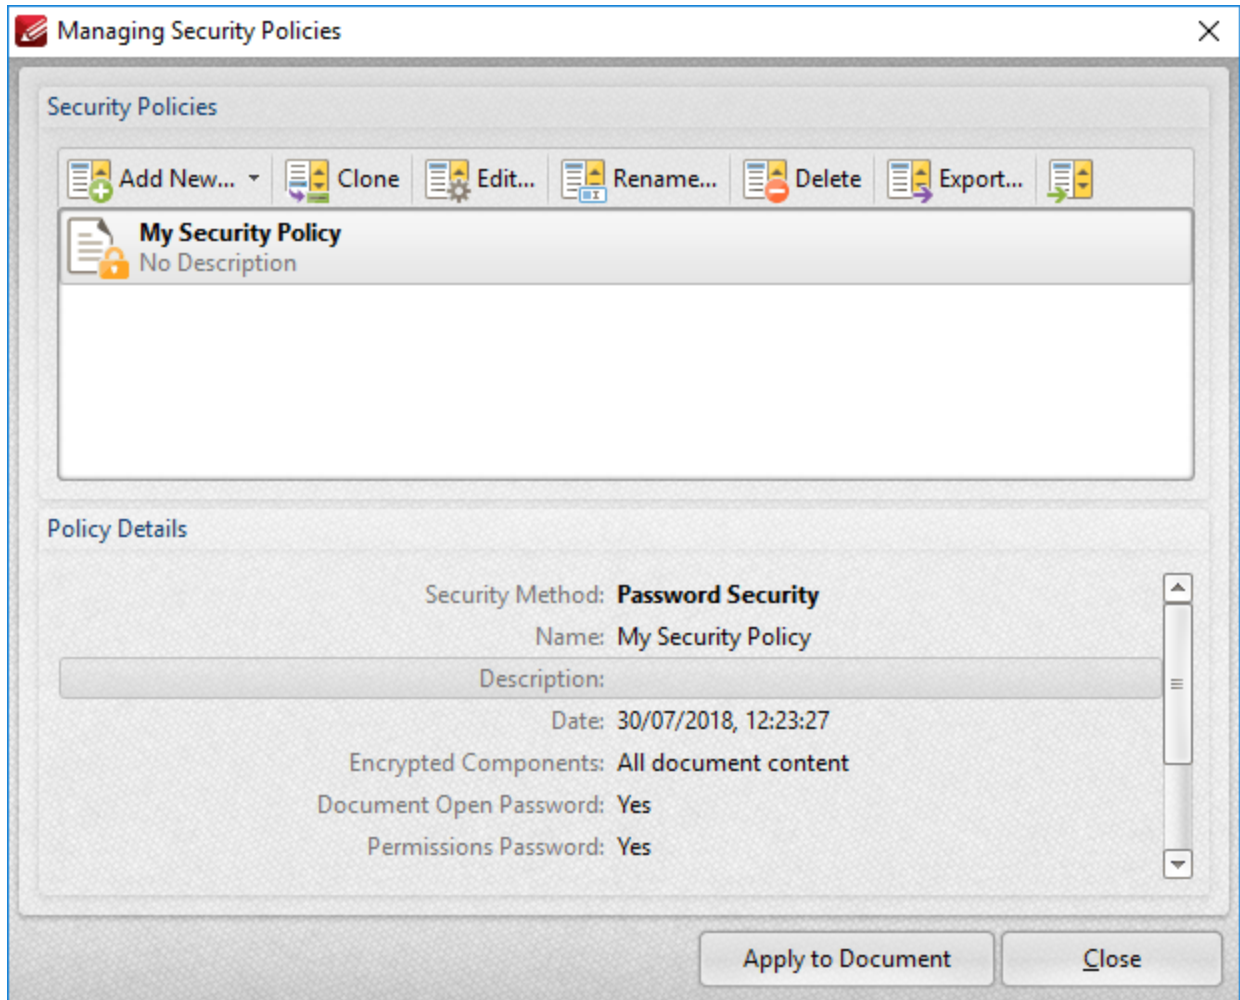 Managing Security Policies
Security Policies
Add New... Clone Edit... Rename... Delete Export...
My Security Policy
No Description
Policy Details
Security Method: Password Security
Name: My Security Policy
Description:
Date: 30/07/2018, 12:23:27
Encrypted Components: All document content
Document Open Password: Yes
Permissions Password: Yes
Apply to Document Close